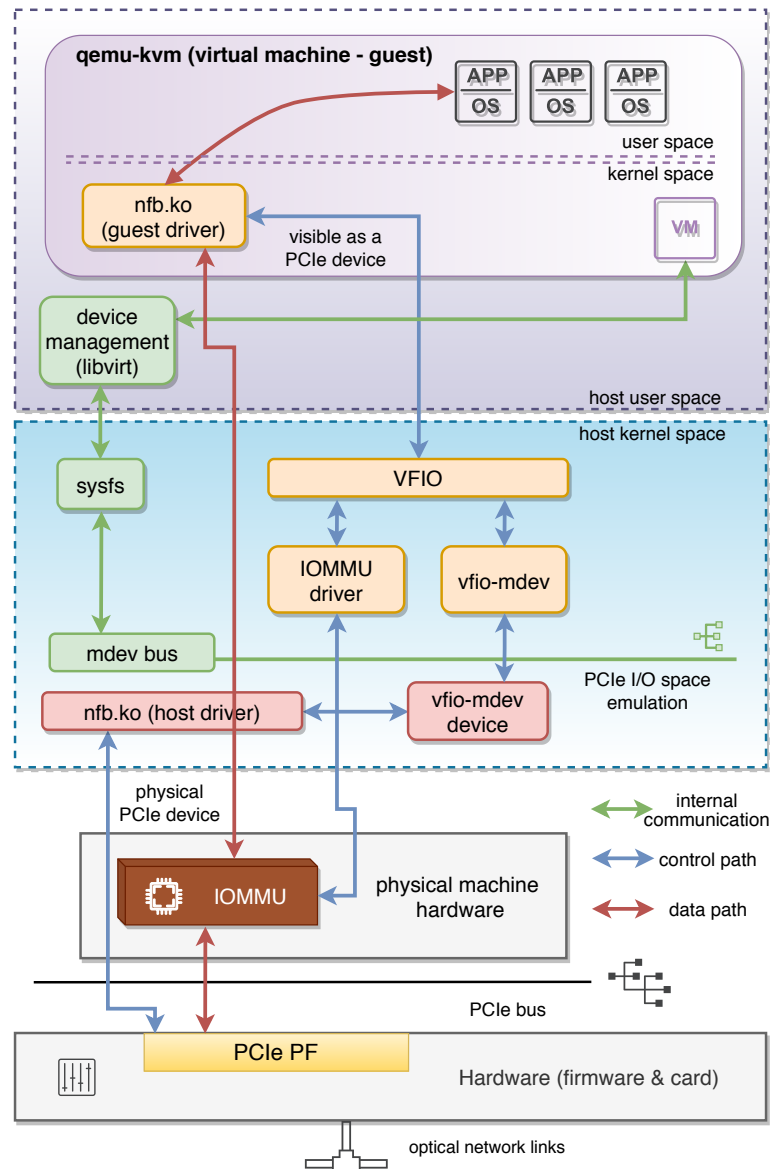 qemu-kvm (virtual machine - guest)
APP
OS
APP
OS
APP
OS
user space
kernel space
nfb.ko
(guest driver)
visible as a
PCIe device
VM
device
management
(libvirt)
host user space
host kernel space
sysfs
VFIO
IOMMU
driver
vfio-mdev
mdev bus
PCIe I/O space
emulation
nfb.ko (host driver)
vfio-mdev
device
physical
PCIe device
internal
communication
control path
data path
IOMMU
physical machine
hardware
PCIe bus
PCIe PF
Hardware (firmware & card)
optical network links